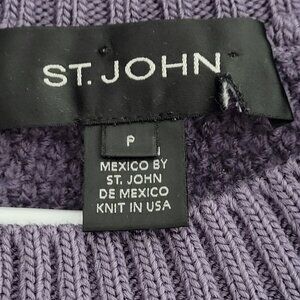 ST. JOHN
P
MEXICO BY
ST. JOHN
DE MEXICO
KNIT IN USA